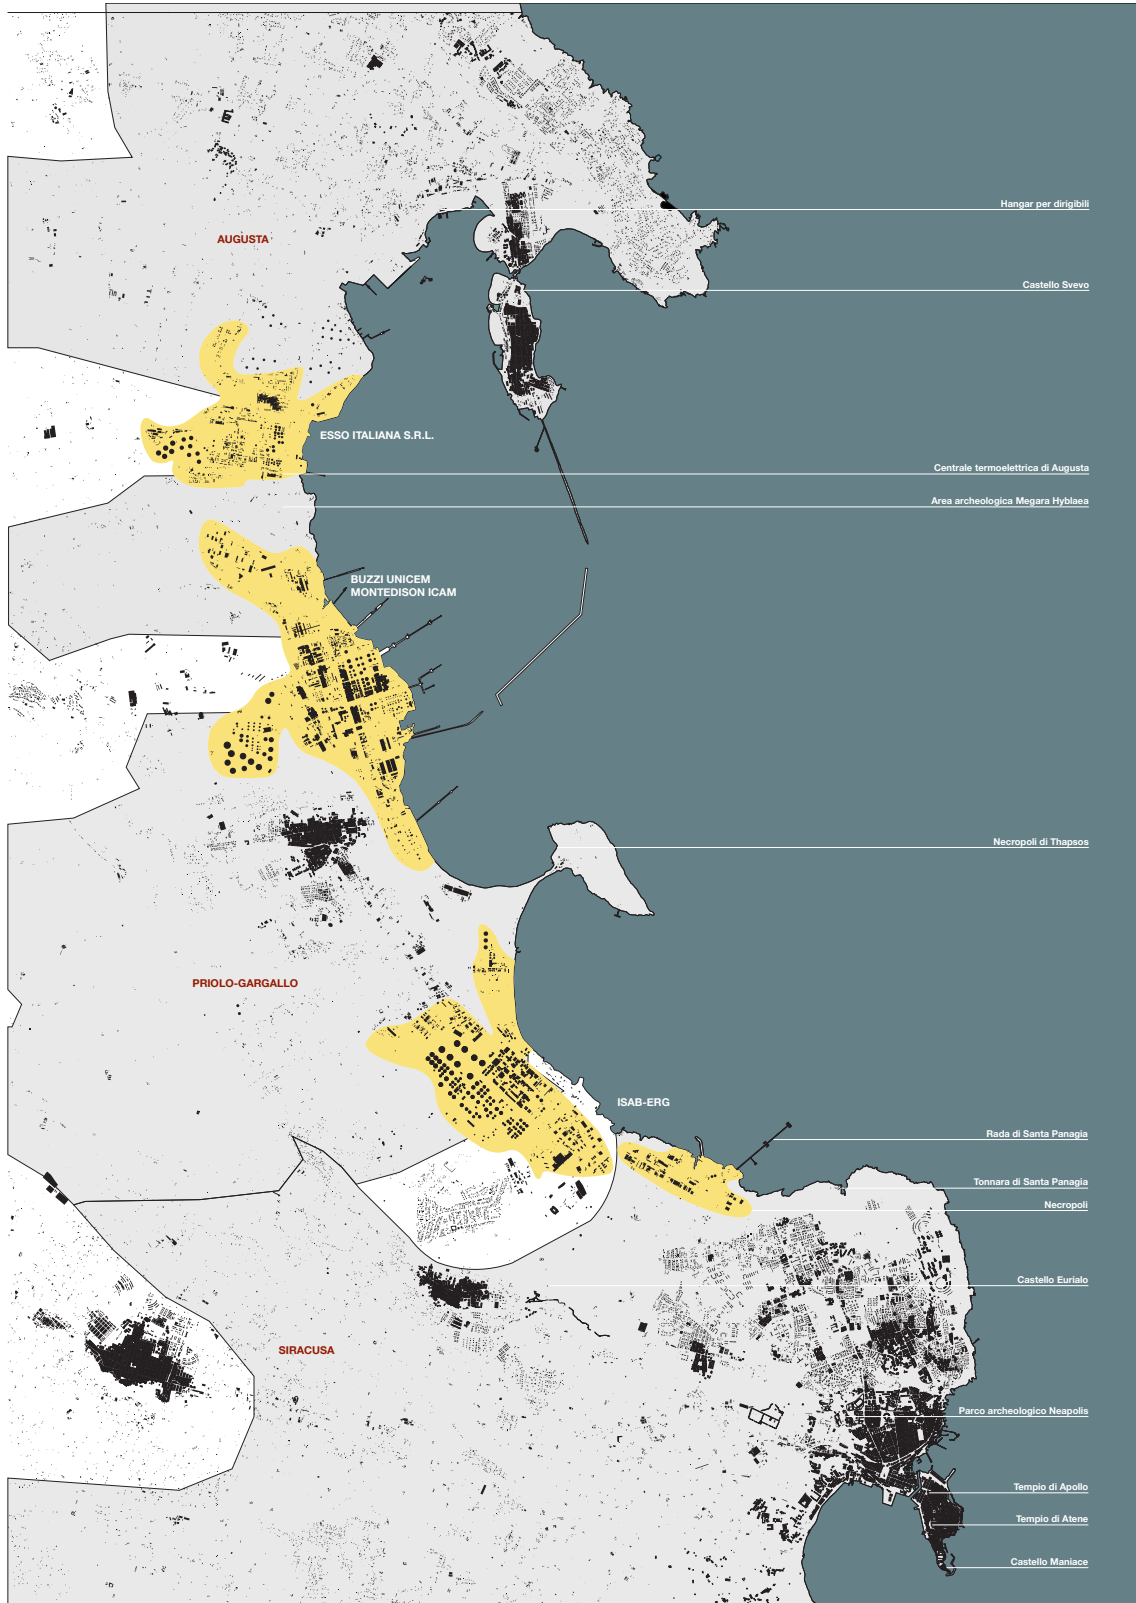 Hangar per dirigibili
AUGUSTA
Castello Svevo
ESSO ITALIANA S.R.L.
Centrale termoelettrica di Augusta
Area archeologica Megara Hyblaea
BUZZI UNICEM
MONTEDISON ICAM
Necropoli di Thapsos
PRIOLO-GARGALLO
ISAB-ERG
Rada di Santa Panagia
Tonnara di Santa Panagia
Necropoli
Castello Eurialo
SIRACUSA
Parco archeologico Neapolis
Tempio di Apollo
Tempio di Atene
Castello Maniace